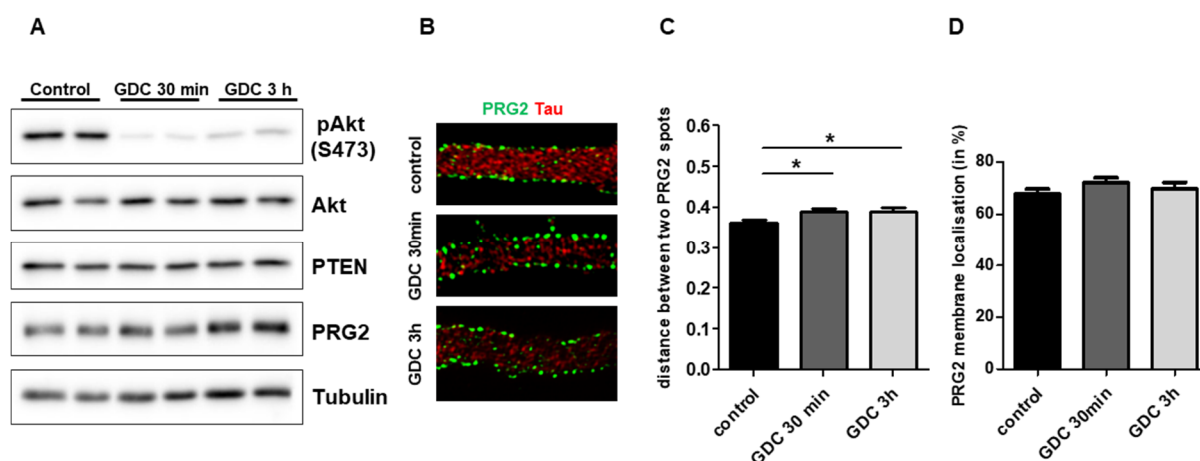 A
Control GDC 30 min GDC 3 h
pAkt
(S473)
Akt
PTEN
PRG2
Tubulin
B
PRG2 Tau
control
GDC 30min
GDC 3h
C
distance between two PRG2 spots
0.6
0.5
0.4
0.3
0.2
0.1
0.0
*
*
control
GDC 30 min
GDC 3h
D
PRG2 membrane localisation (in %)
80
60
40
20
0
control
GDC 30min
GDC 3h